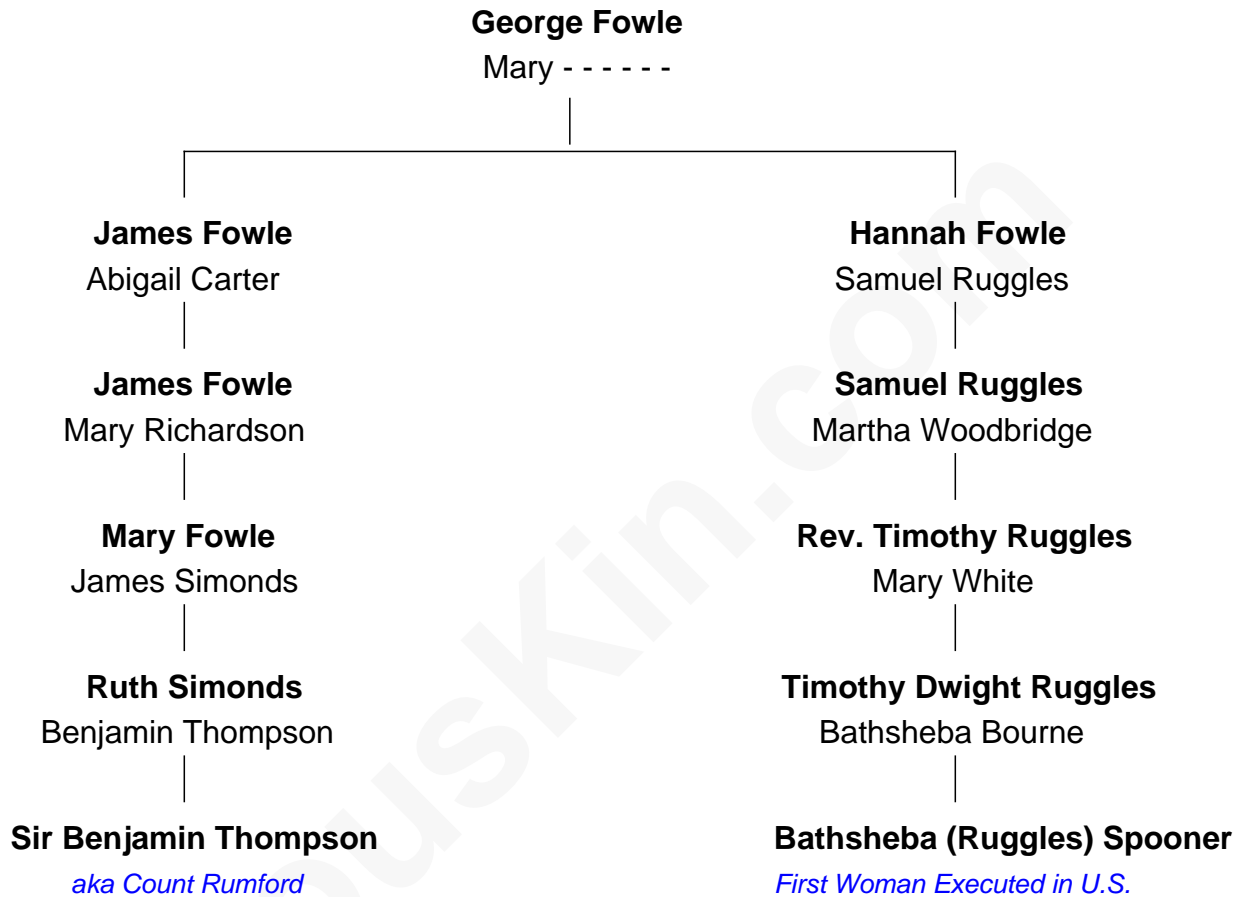 George Fowle
Mary - - - - - -
James Fowle
Abigail Carter
Hannah Fowle
Samuel Ruggles
James Fowle
Mary Richardson
Samuel Ruggles
Martha Woodbridge
Mary Fowle
James Simonds
Rev. Timothy Ruggles
Mary White
Ruth Simonds
Benjamin Thompson
Timothy Dwight Ruggles
Bathsheba Bourne
Sir Benjamin Thompson
aka Count Rumford
Bathsheba (Ruggles) Spooner
First Woman Executed in U.S.
ousKin.com